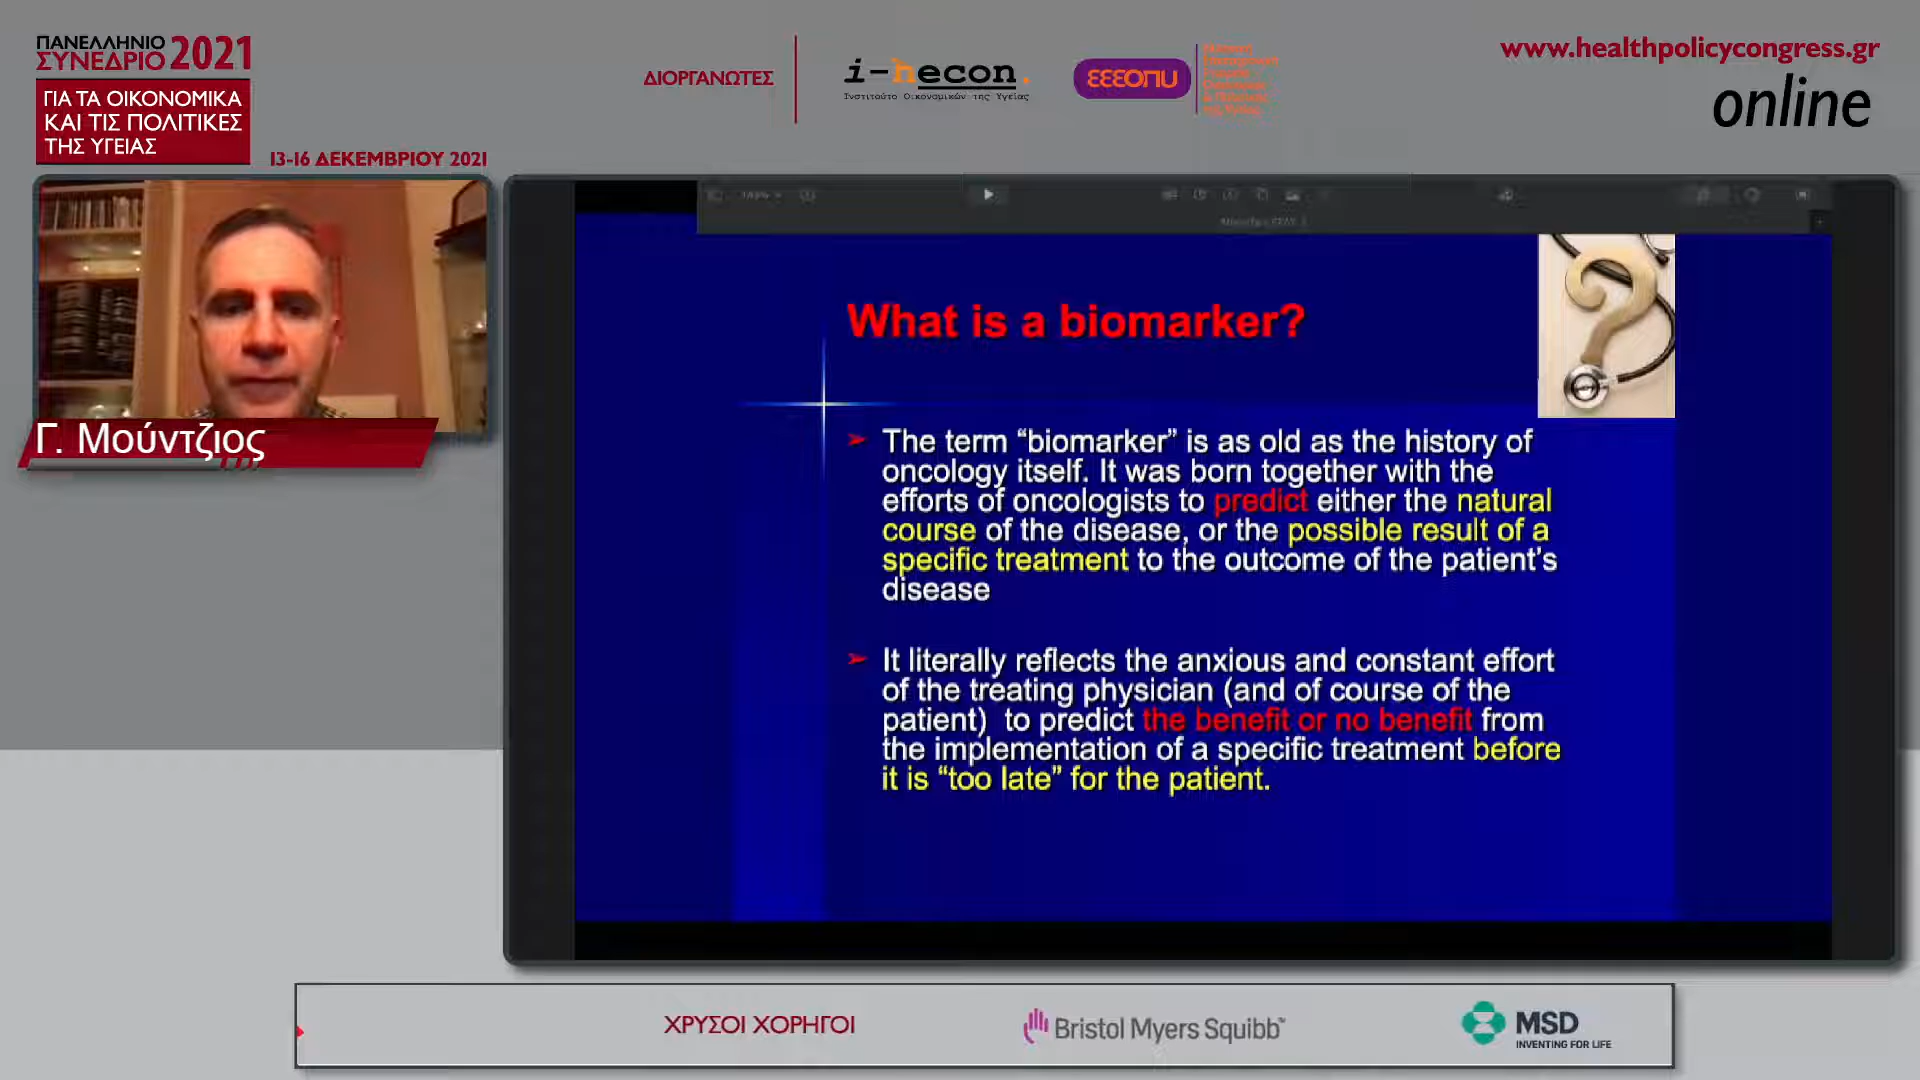 ΠΑΝΕΛΛΗΝΙΟ
ΣΥΝΕΔΡΙΟ 2021
ΓΙΑ ΤΑ ΟΙΚΟΝΟΜΙΚΑ
ΚΑΙ ΤΙΣ ΠΟΛΙΤΙΚΕΣ
ΤΗΣ ΥΓΕΙΑΣ
13-16 ΔΕΚΕΜΒΡΙΟΥ 2021
ΔΙΟΡΓΑΝΩΤΕΣ
i-hecon.
Ινστιτούτο Οικονομικών της Υγείας
ΕΕΕΟΠΥ
www.healthpolicycongress.gr
online
Γ. Μούντζιος
What is a biomarker?
➢ The term “biomarker” is as old as the history of
oncology itself. It was born together with the
efforts of oncologists to predict either the natural
course of the disease, or the possible result of a
specific treatment to the outcome of the patient’s
disease
➢ It literally reflects the anxious and constant effort
of the treating physician (and of course of the
patient) to predict the benefit or no benefit from
the implementation of a specific treatment before
it is “too late” for the patient.
ΧΡΥΣΟΙ ΧΟΡΗΓΟΙ
Bristol Myers Squibb™
MSD
INVENTING FOR LIFE